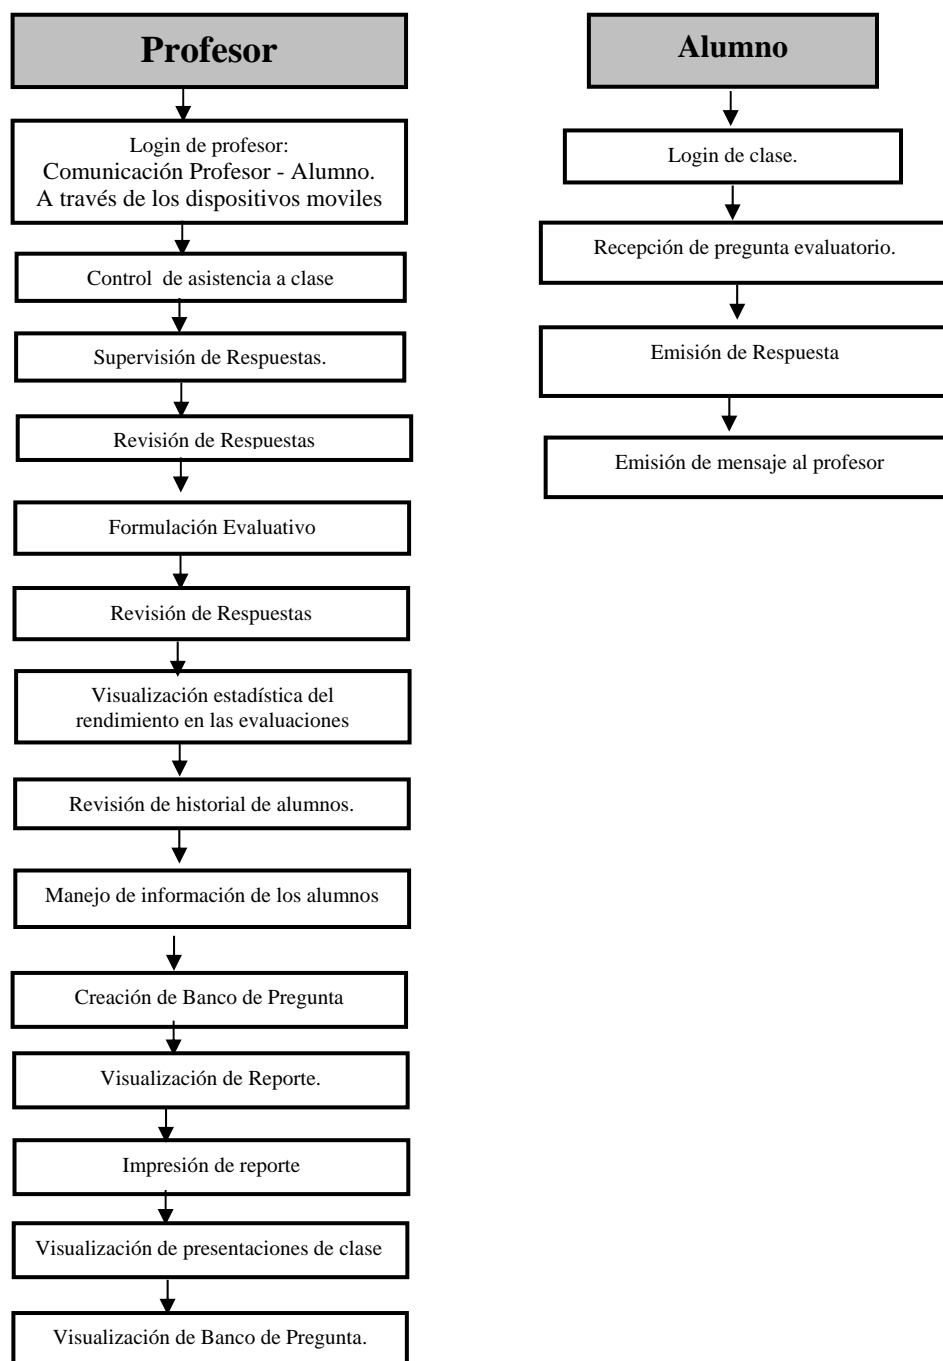 Profesor
Login de profesor:
Comunicación Profesor - Alumno.
A través de los dispositivos moviles
Control de asistencia a clase
Supervisión de Respuestas.
Revisión de Respuestas
Formulación Evaluativo
Revisión de Respuestas
Visualización estadística del
rendimiento en las evaluaciones
Revisión de historial de alumnos.
Manejo de información de los alumnos
Creación de Banco de Pregunta
Visualización de Reporte.
Impresión de reporte
Visualización de presentaciones de clase
Visualización de Banco de Pregunta.
Alumno
Login de clase.
Recepción de pregunta evaluatorio.
Emisión de Respuesta
Emisión de mensaje al profesor